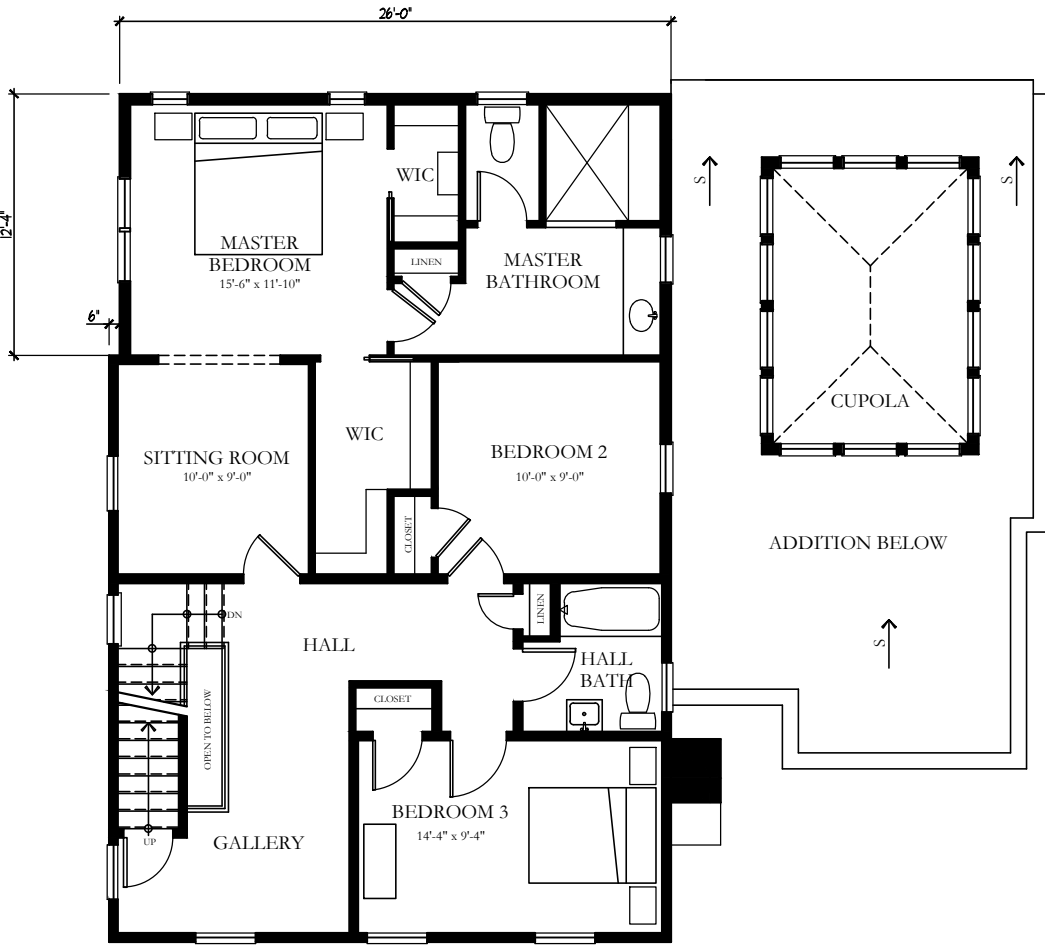 26'-0"
12'-4"
6"
WIC
MASTER
BEDROOM
15'-6" x 11'-10"
LINEN
MASTER
BATHROOM
S
S
CUPOLA
SITTING ROOM
10'-0" x 9'-0"
WIC
BEDROOM 2
10'-0" x 9'-0"
CLOSET
ADDITION BELOW
DN
HALL
LINEN
HALL
BATH
S
OPEN TO BELOW
CLOSET
UP
GALLERY
BEDROOM 3
14'-4" x 9'-4"